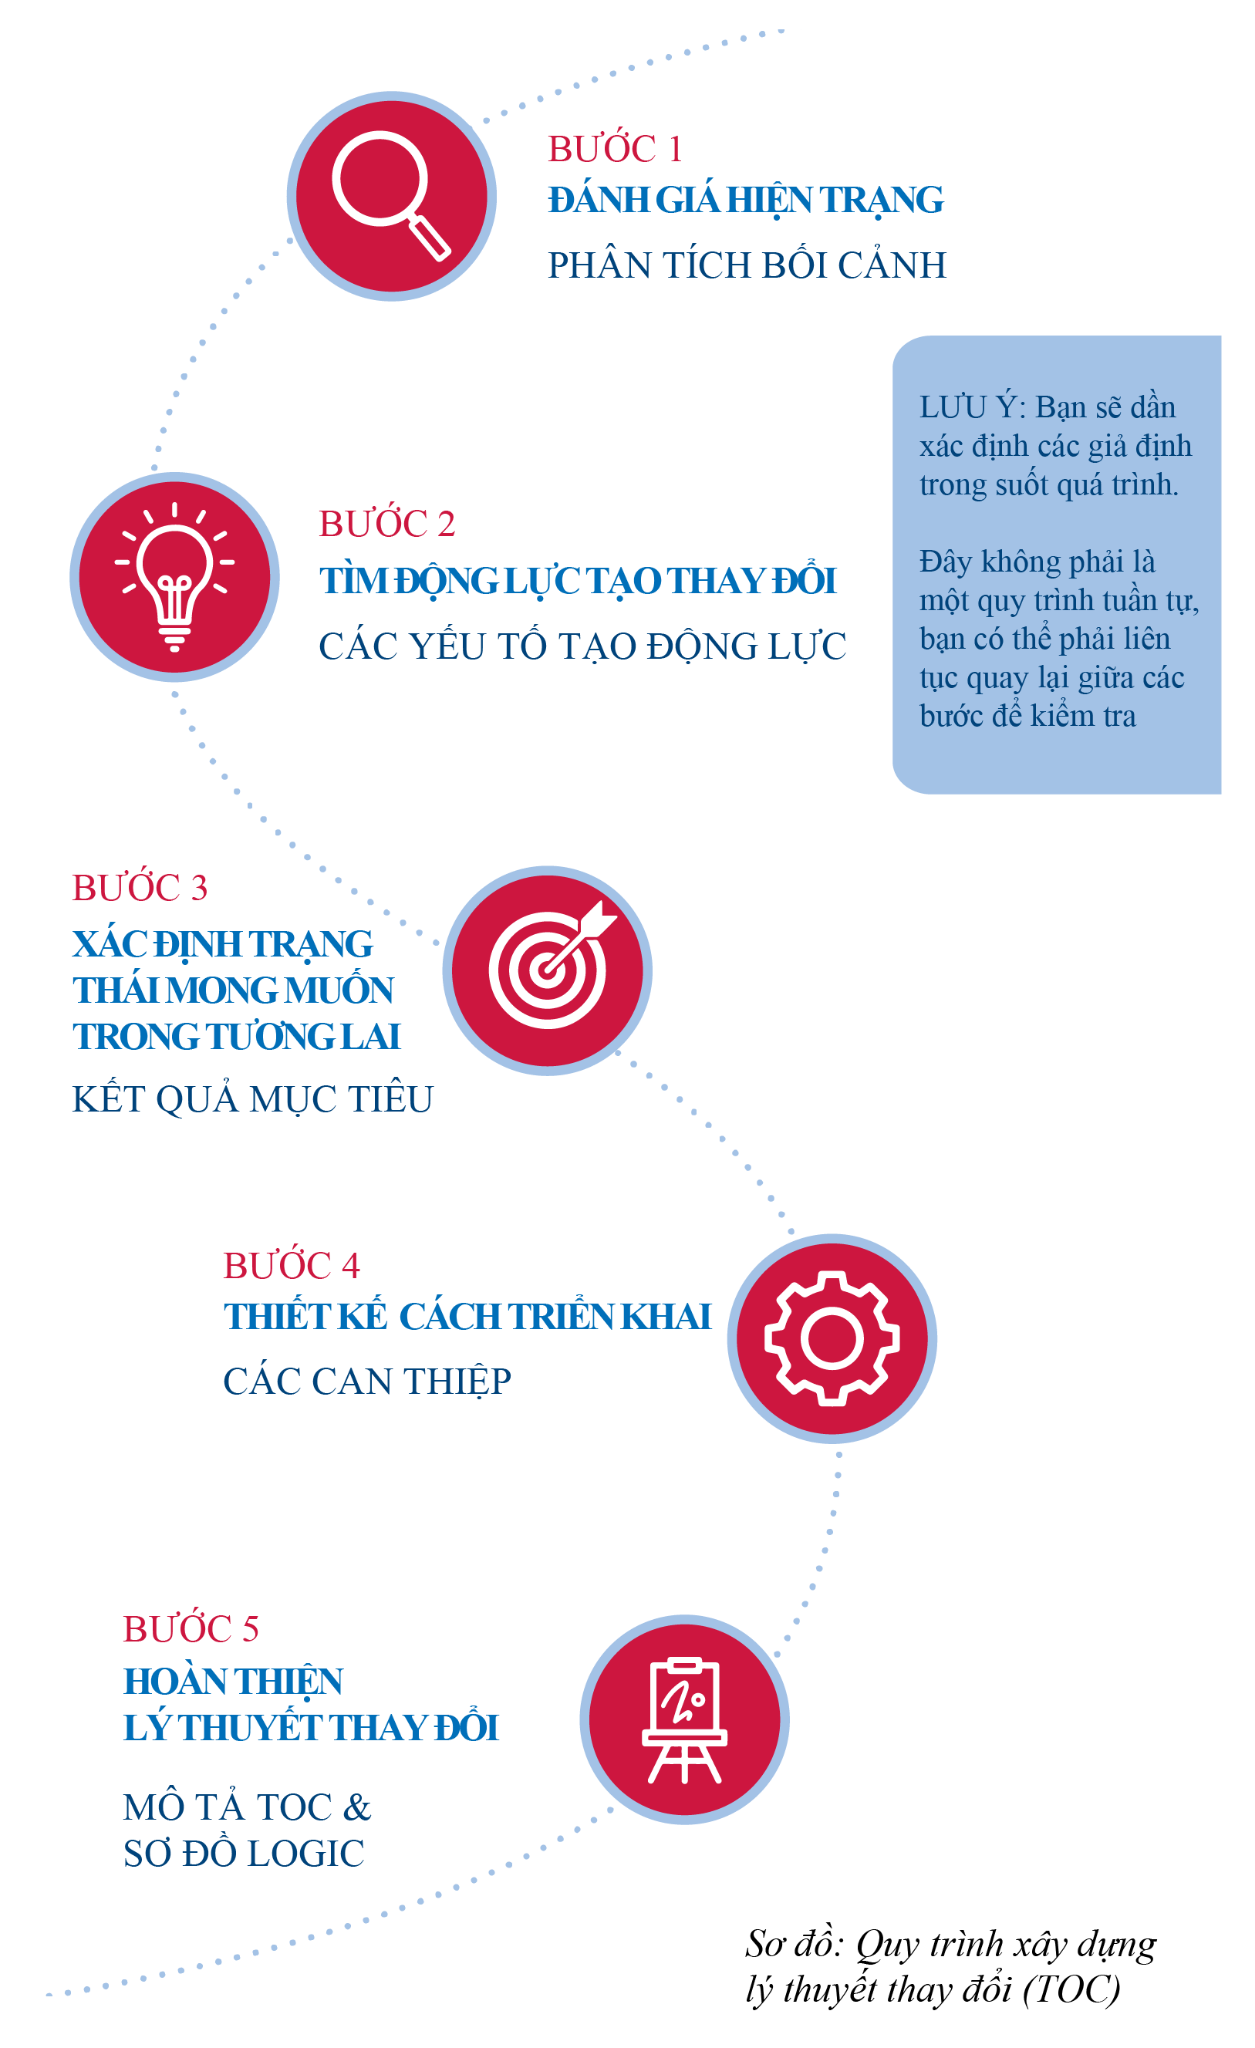 BƯỚC 1
ĐÁNH GIÁ HIỆN TRẠNG
PHÂN TÍCH BỐI CẢNH
LƯU Ý: Bạn sẽ dần
xác định các giả định
trong suốt quá trình.
Đây không phải là
một quy trình tuần tự,
bạn có thể phải liên
tục quay lại giữa các
bước để kiểm tra
BƯỚC 2
TÌM ĐỘNG LỰC TẠO THAY ĐỔI
CÁC YẾU TỐ TẠO ĐỘNG LỰC
BƯỚC 3
XÁC ĐỊNH TRẠNG
THÁI MONG MUỐN
TRONG TƯƠNG LAI
KẾT QUẢ MỤC TIÊU
BƯỚC 4
THIẾT KẾ CÁCH TRIỂN KHAI
CÁC CAN THIỆP
BƯỚC 5
HOÀN THIỆN
LÝ THUYẾT THAY ĐỔI
MÔ TẢ TOC &
SƠ ĐỒ LOGIC
Sơ đồ: Quy trình xây dựng
lý thuyết thay đổi (TOC)